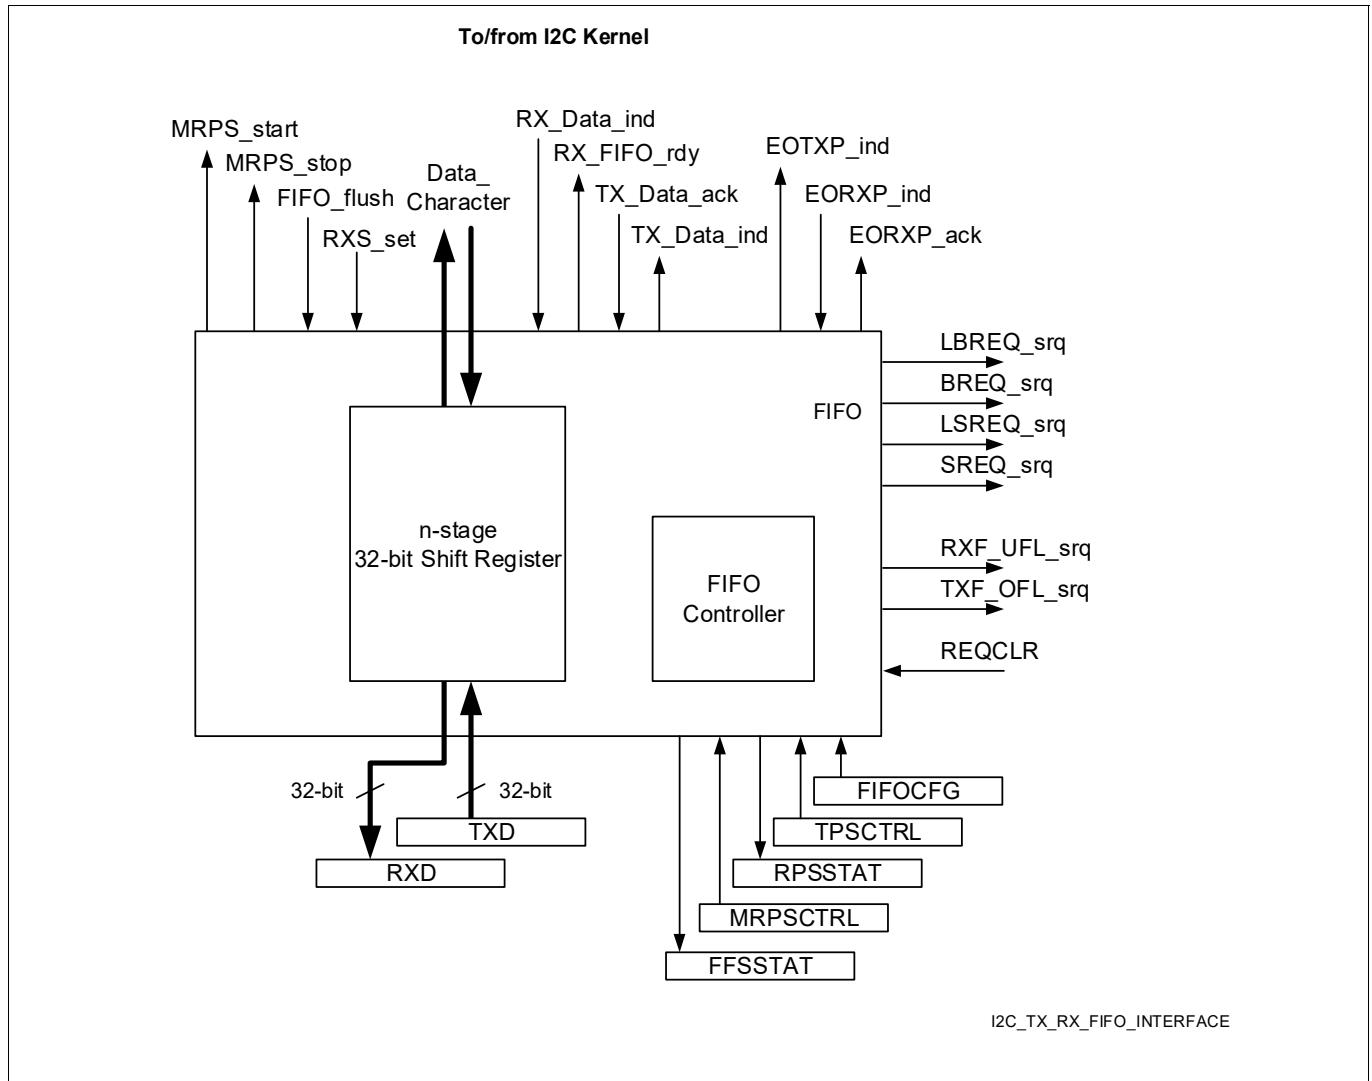 To/from I2C Kernel
MRPS_start
MRPS_stop
FIFO_flush
RXS_set
Data_
Character
RX_Data_ind
RX_FIFO_rdy
TX_Data_ack
TX_Data_ind
EOTXP_ind
EORXP_ind
EORXP_ack
LBREQ_srq
BREQ_srq
LSREQ_srq
SREQ_srq
FIFO
n-stage
32-bit Shift Register
FIFO
Controller
RXF_UFL_srq
TXF_OFL_srq
REQCLR
32-bit
32-bit
TXD
RXD
FIFOCFG
TPSCTRL
RPSSTAT
MRPSCTRL
FFSSTAT
I2C_TX_RX_FIFO_INTERFACE